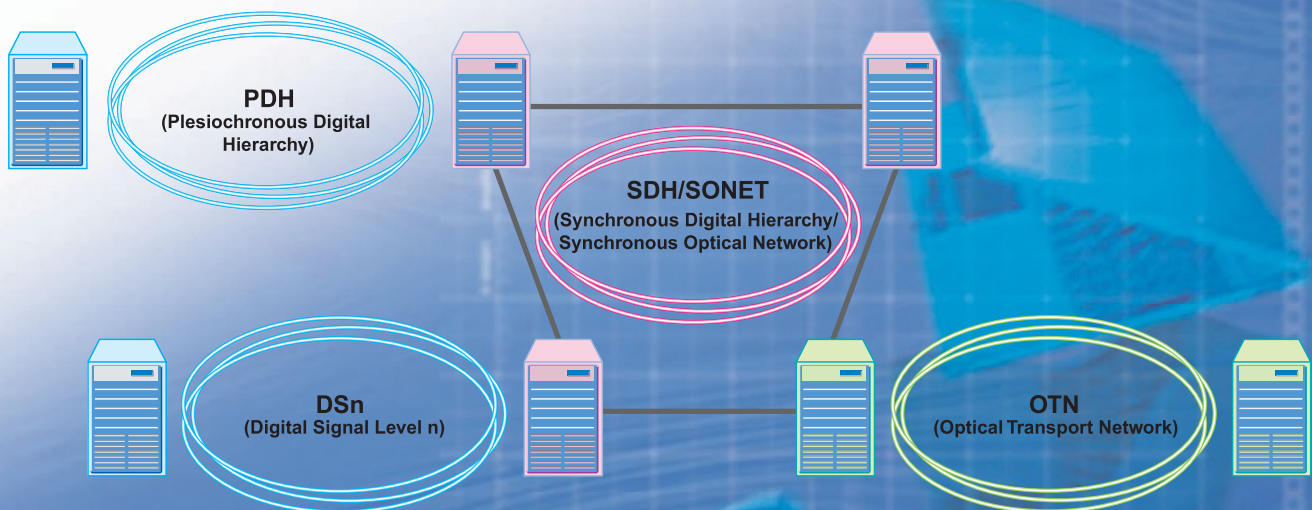 PDH
(Plesiochronous Digital
Hierarchy)
SDH/SONET
(Synchronous Digital Hierarchy/
Synchronous Optical Network)
DSn
(Digital Signal Level n)
OTN
(Optical Transport Network)